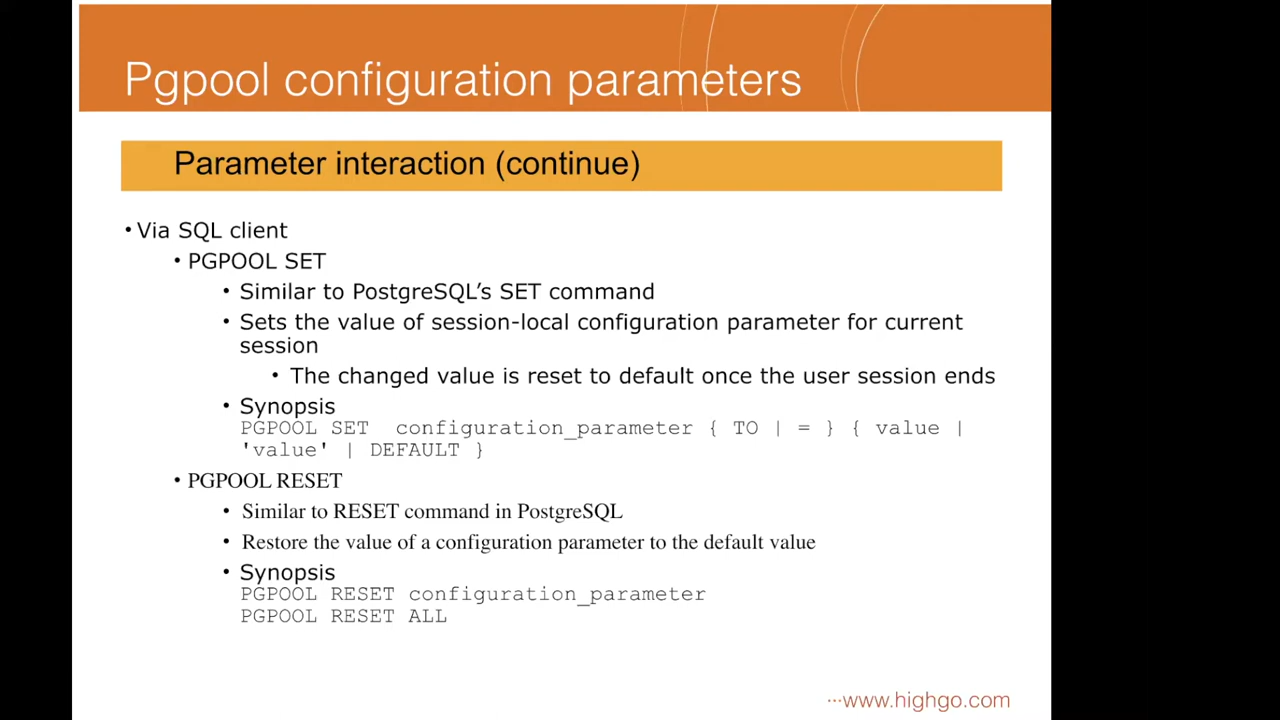 Pgpool configuration parameters
Parameter interaction (continue)
• Via SQL client
• PGPOOL SET
• Similar to PostgreSQL’s SET command
• Sets the value of session-local configuration parameter for current
session
• The changed value is reset to default once the user session ends
• Synopsis
PGPOOL SET configuration_parameter { TO | = } { value |
'value' | DEFAULT }
• PGPOOL RESET
• Similar to RESET command in PostgreSQL
• Restore the value of a configuration parameter to the default value
• Synopsis
PGPOOL RESET configuration_parameter
PGPOOL RESET ALL
···www.highgo.com